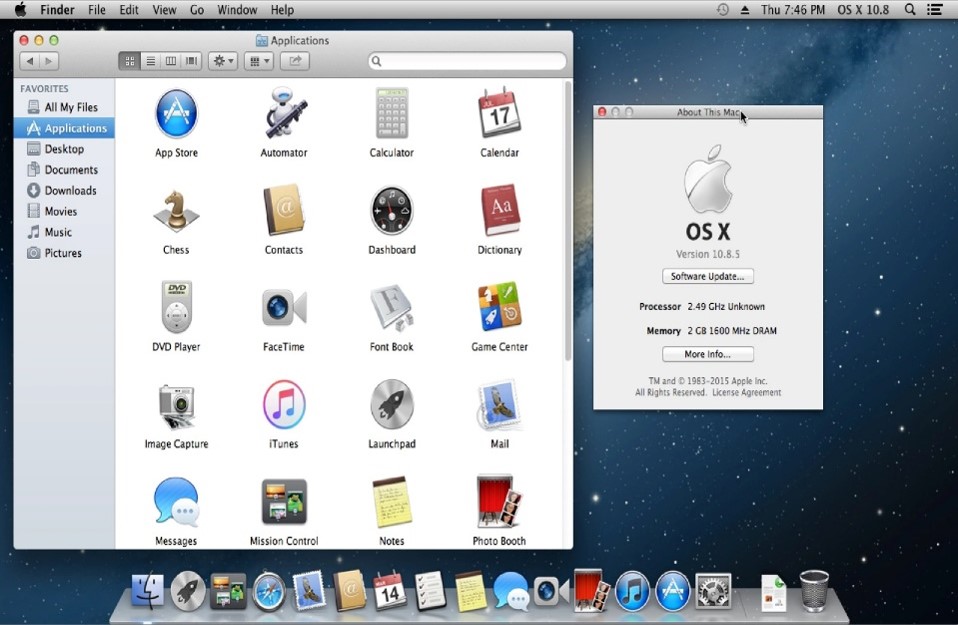 Finder File Edit View Go Window Help Thu 7:46 PM OS X 10.8
Applications
FAVORITES
All My Files
Applications
Desktop
Documents
Downloads
Movies
Music
Pictures
App Store Automator Calculator Calendar
Chess Contacts Dashboard Dictionary
DVD Player FaceTime Font Book Game Center
Image Capture iTunes Launchpad Mail
Messages Mission Control Notes Photo Booth
JUL
17
@
Aa
DVD
F
About This Mac
OS X
Version 10.8.5
Software Update...
Processor 2.49 GHz Unknown
Memory 2 GB 1600 MHz DRAM
More Info...
TM and © 1983-2015 Apple Inc.
All Rights Reserved. License Agreement
@
14